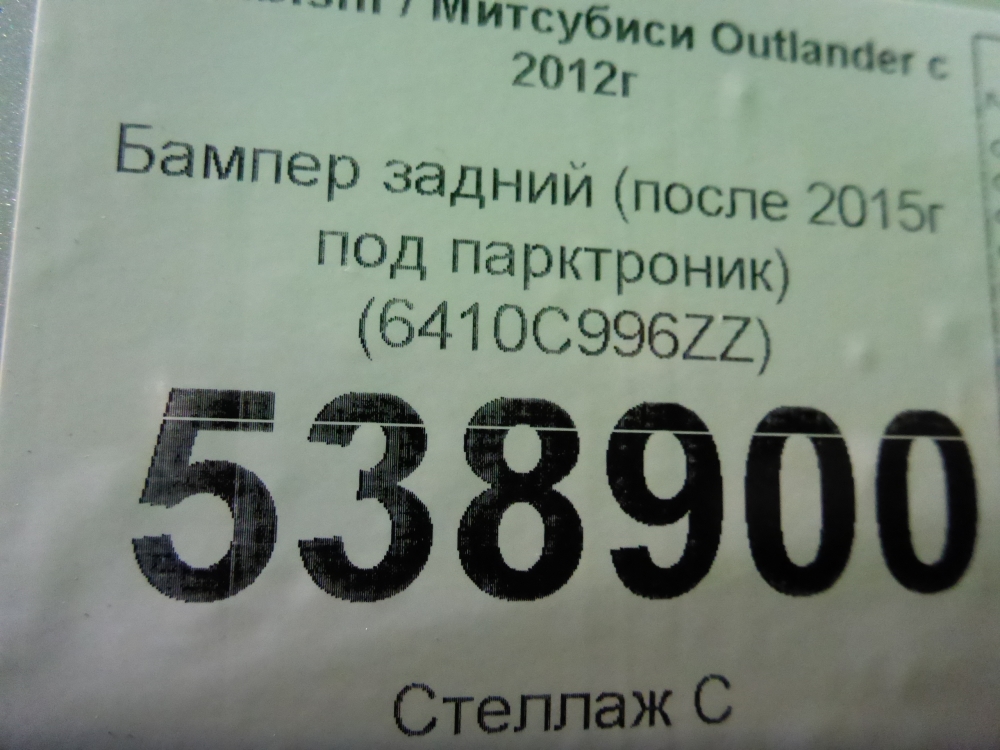 / Митсубиси Outlander с
2012г
Бампер задний (после 2015г
под парктроник)
(6410C996ZZ)
538900
Стеллаж С